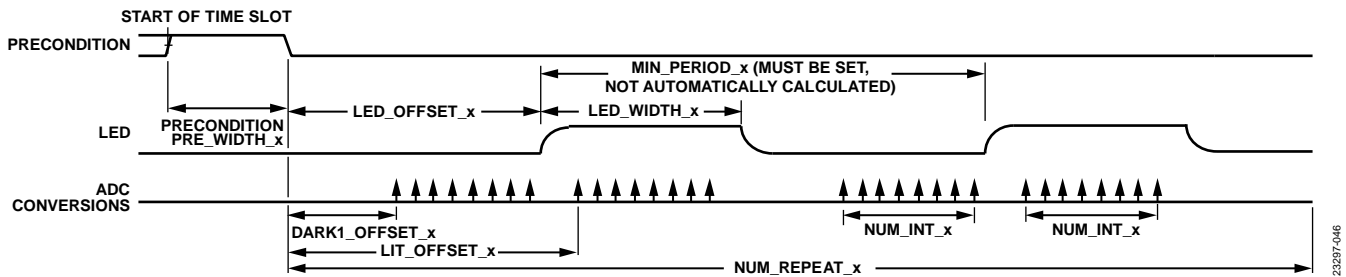 START OF TIME SLOT
PRECONDITION
MIN_PERIOD_x (MUST BE SET,
NOT AUTOMATICALLY CALCULATED)
LED_OFFSET_x
LED_WIDTH_x
PRECONDITION
PRE_WIDTH_x
LED
ADC
CONVERSIONS
DARK1_OFFSET_x
NUM_INT_x
NUM_INT_x
LIT_OFFSET_x
NUM_REPEAT_x
23297-046